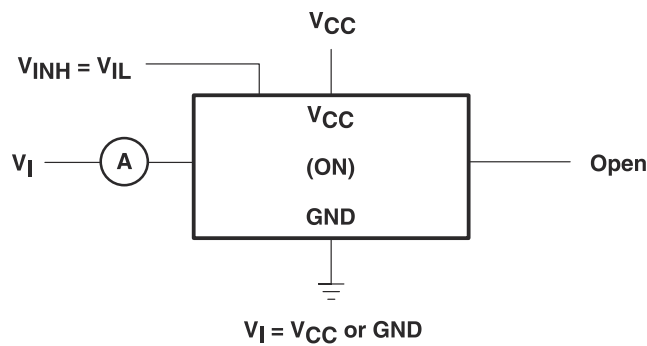 VCC
VINH = VIL
VCC
VI
A
(ON)
Open
GND
VI = VCC or GND